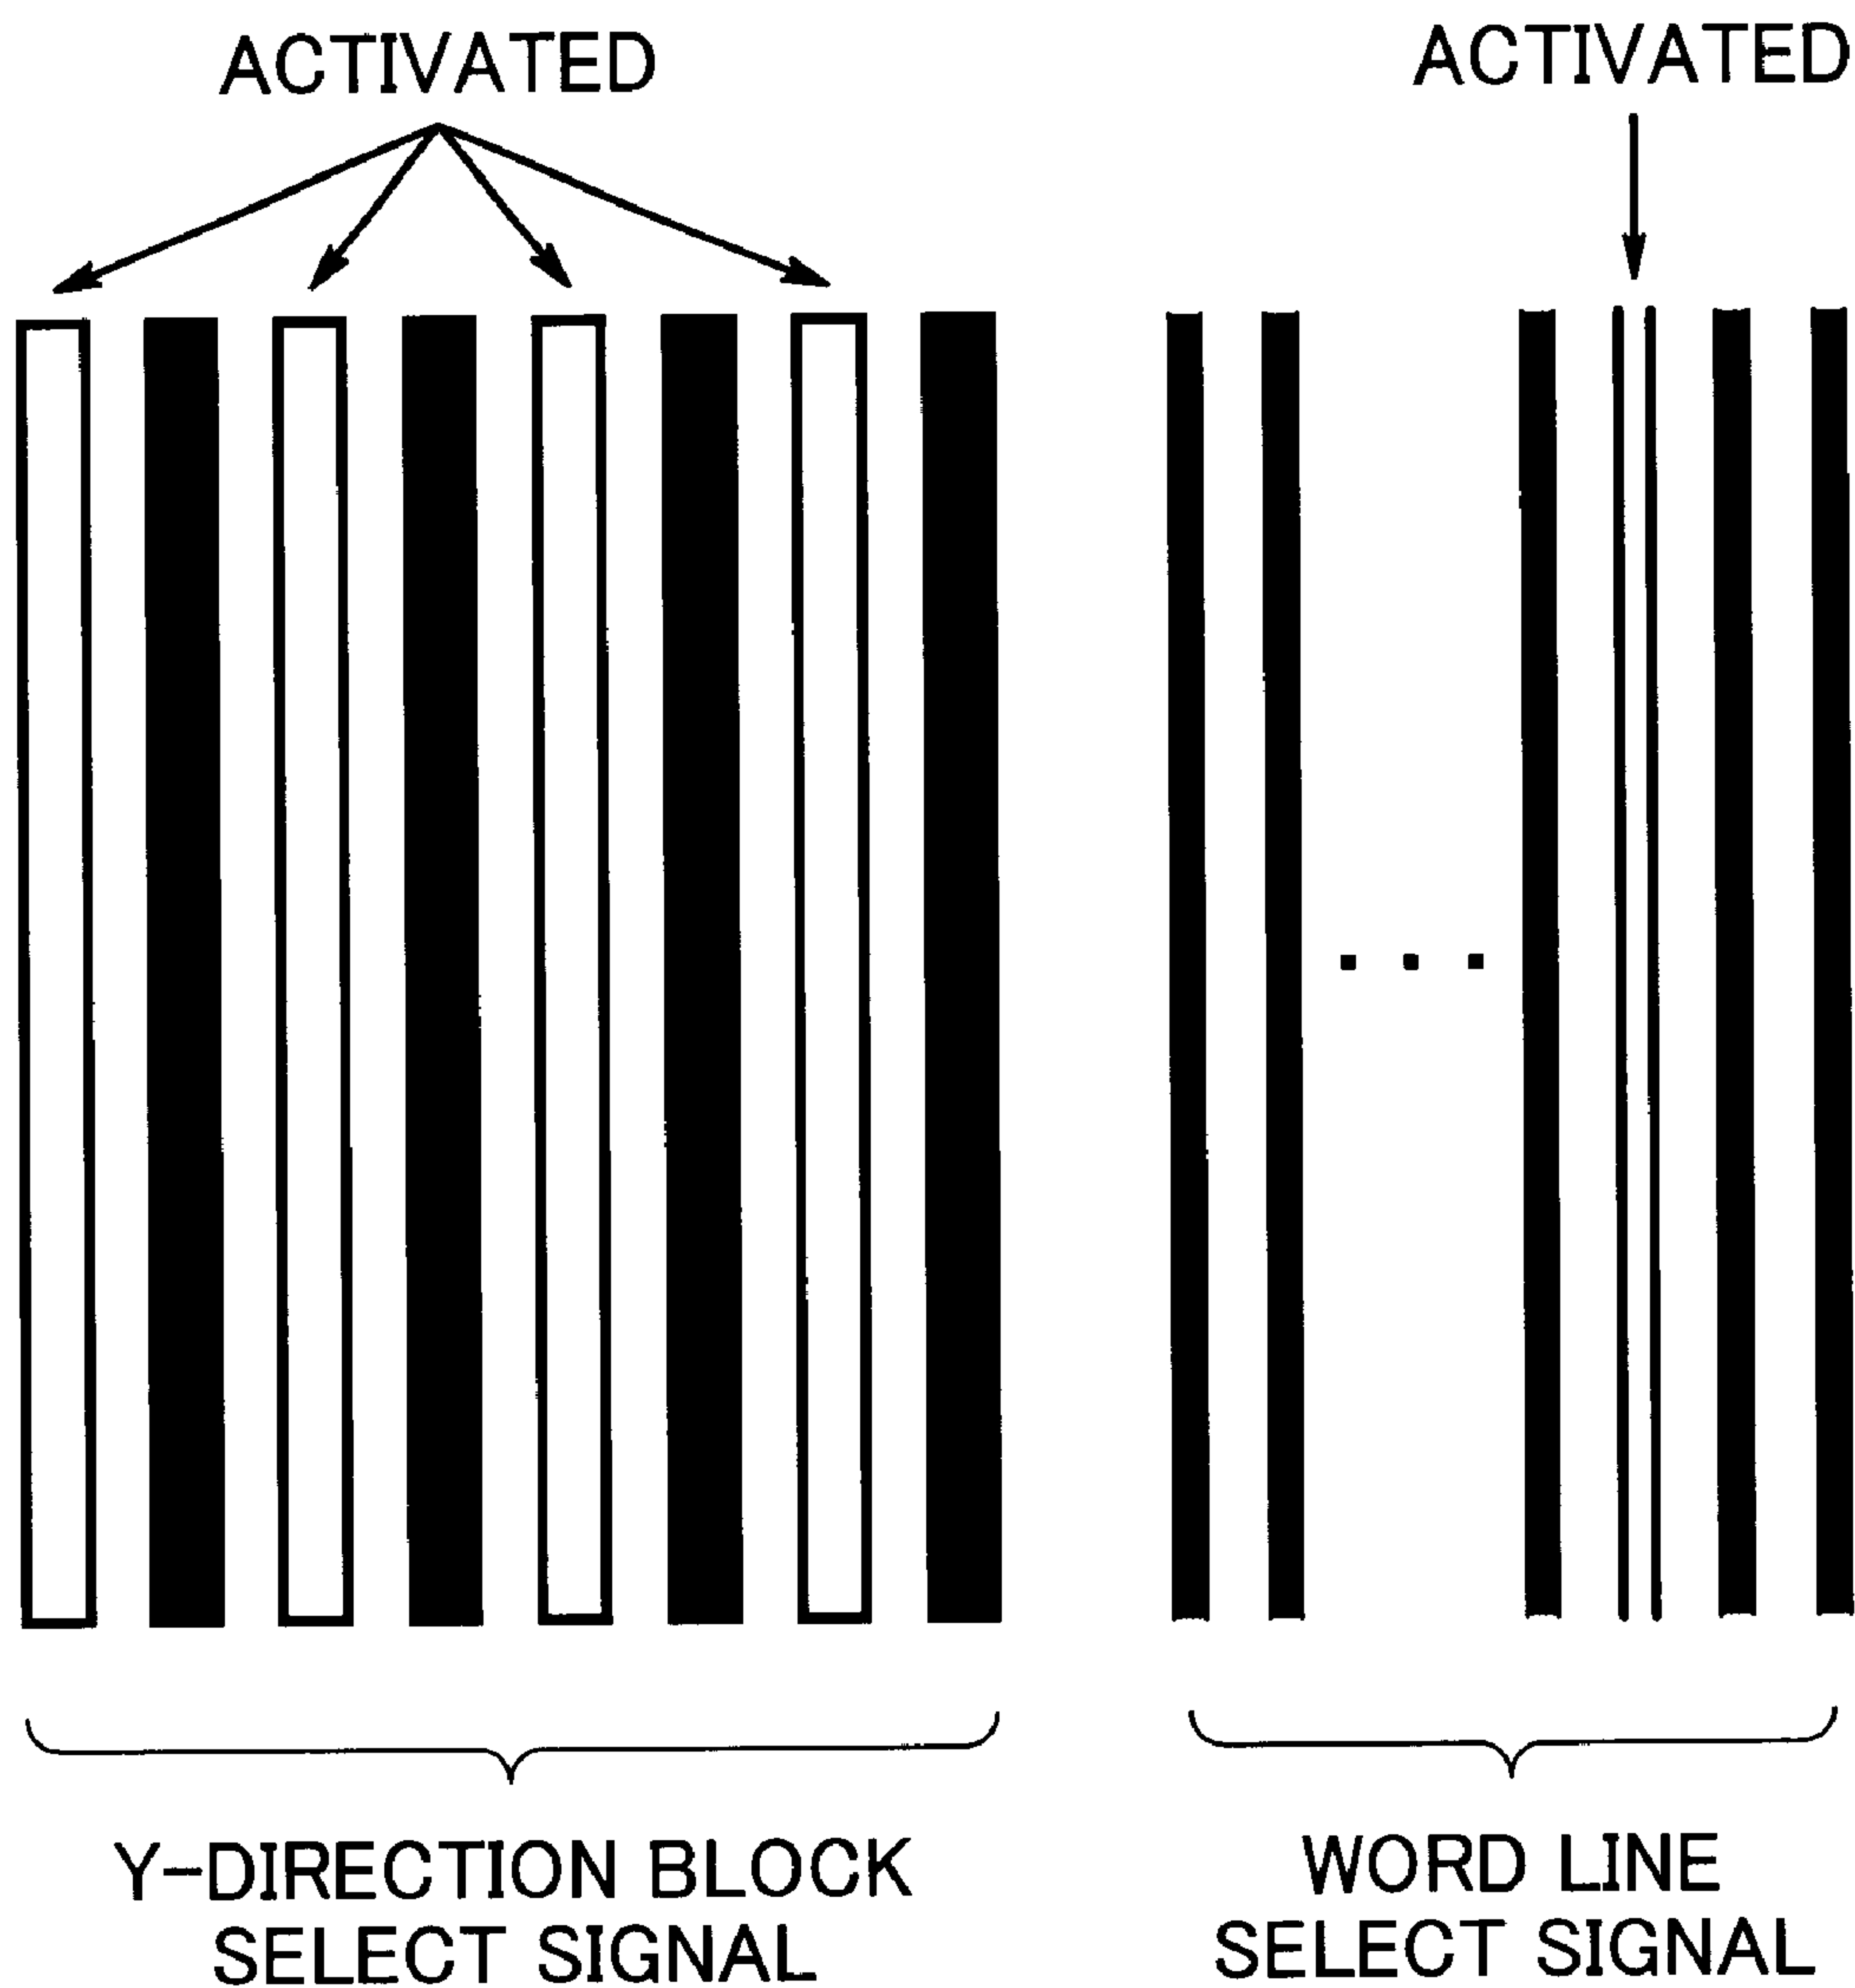 ACTIVATED
ACTIVATED
Y-DIRECTION BLOCK
SELECT SIGNAL
WORD LINE
SELECT SIGNAL